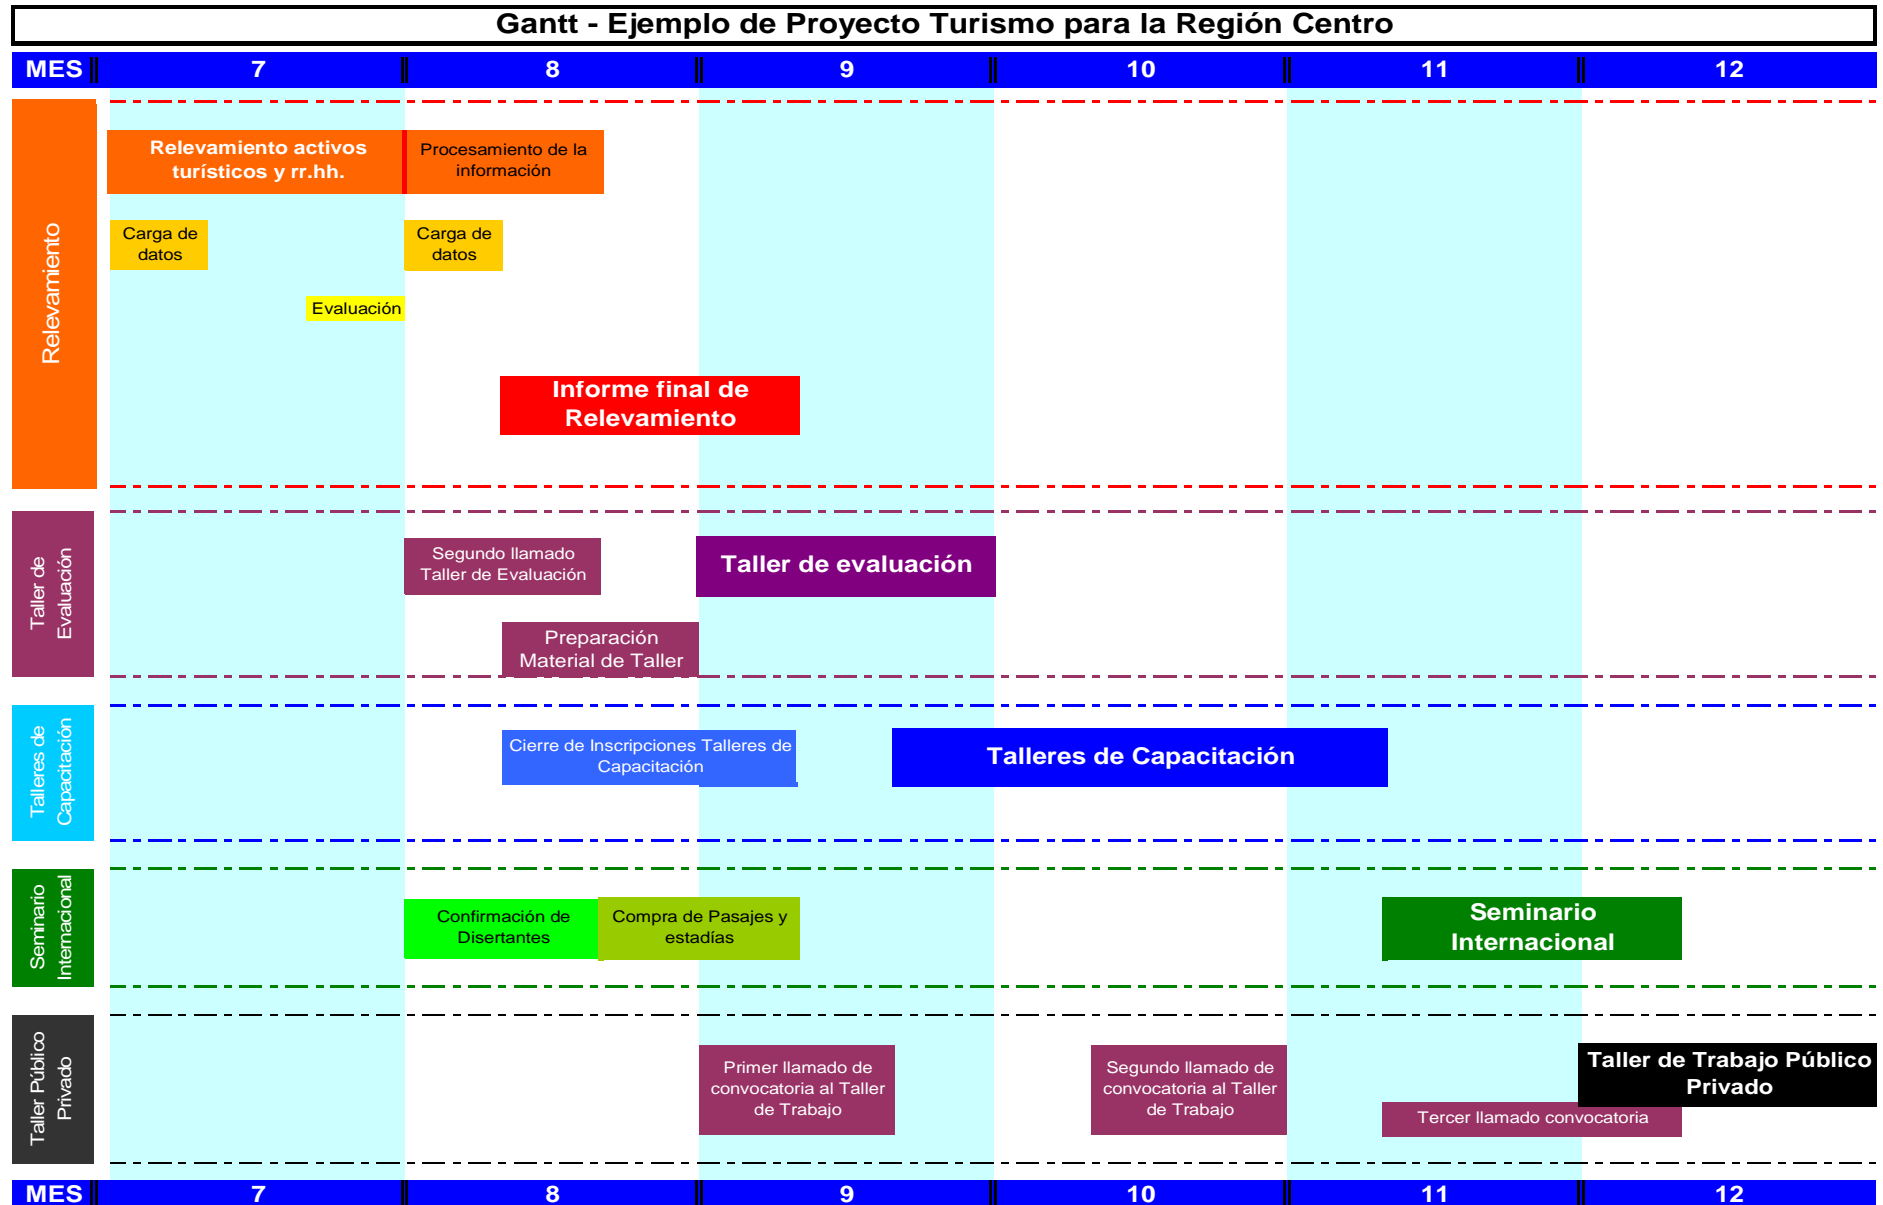 Gantt - Ejemplo de Proyecto Turismo para la Región Centro
MES 7 8 9 10 11 12
Relevamiento
Relevamiento activos
turísticos y rr.hh.
Procesamiento de la
información
Carga de
datos
Carga de
datos
Evaluación
Informe final de
Relevamiento
Taller de
Evaluación
Segundo llamado
Taller de Evaluación
Taller de evaluación
Preparación
Material de Taller
Talleres de
Capacitación
Cierre de Inscripciones Talleres de
Capacitación
Talleres de Capacitación
Seminario
Internacional
Confirmación de
Disertantes
Compra de Pasajes y
estadías
Seminario
Internacional
Taller Público
Privado
Primer llamado de
convocatoria al Taller
de Trabajo
Segundo llamado de
convocatoria al Taller
de Trabajo
Taller de Trabajo Público
Privado
Tercer llamado convocatoria
MES 7 8 9 10 11 12